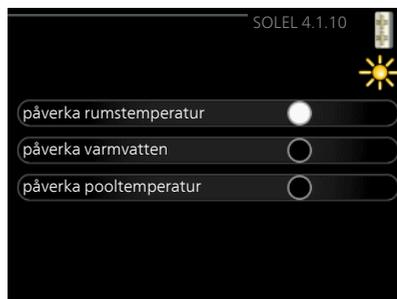 SOLEL 4.1.10
påverka rumstemperatur
påverka varmvatten
påverka pooltemperatur